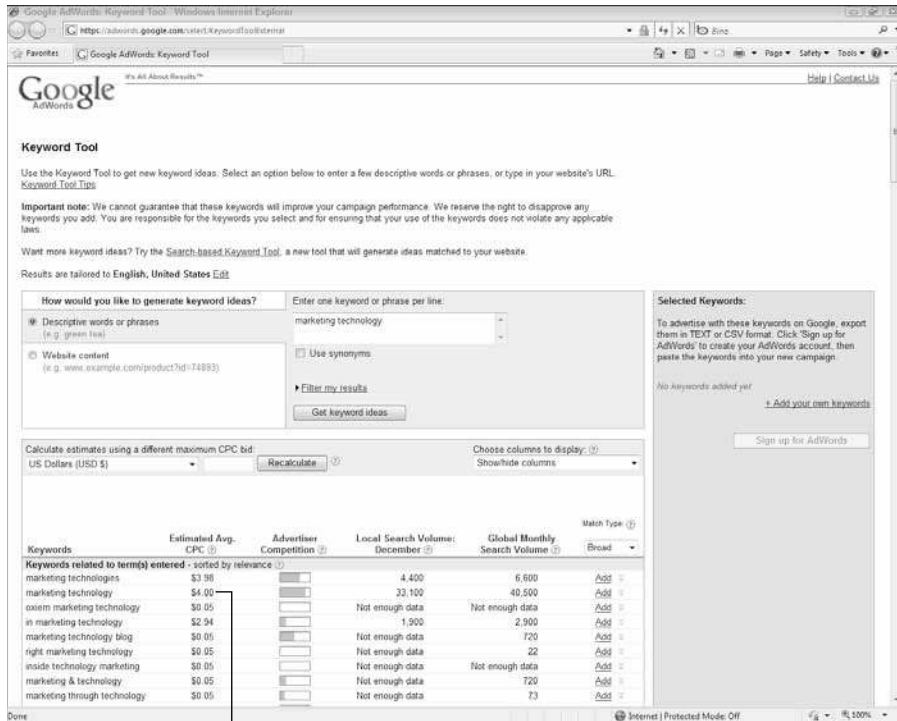 Google AdWords: Keyword Tool - Windows Internet Explorer
https://adwords.google.com/select/KeywordToolExternal
Bing
Favorites Google AdWords: Keyword Tool Page Safety Tools
It's All About Results™
Help | Contact Us
Google
AdWords
Keyword Tool
Use the Keyword Tool to get new keyword ideas. Select an option below to enter a few descriptive words or phrases, or type in your website's URL.
Keyword Tool Tips
Important note: We cannot guarantee that these keywords will improve your campaign performance. We reserve the right to disapprove any
keywords you add. You are responsible for the keywords you select and for ensuring that your use of the keywords does not violate any applicable
laws.
Want more keyword ideas? Try the Search-based Keyword Tool, a new tool that will generate ideas matched to your website.
Results are tailored to English, United States Edit
How would you like to generate keyword ideas?
Descriptive words or phrases
(e.g. green tea)
Website content
(e.g. www.example.com/product?id=74893)
Enter one keyword or phrase per line:
marketing technology
Use synonyms
Filter my results
Get keyword ideas
Selected Keywords:
To advertise with these keywords on Google, export
them in TEXT or CSV format. Click 'Sign up for
AdWords' to create your AdWords account, then
paste the keywords into your new campaign.
No keywords added yet
+ Add your own keywords
Sign up for AdWords
Calculate estimates using a different maximum CPC bid:
US Dollars (USD $) Recalculate
Choose columns to display:
Show/hide columns
Match Type:
Keywords Estimated Avg. CPC Advertiser Competition Local Search Volume: December Global Monthly Search Volume Broad
Keywords related to term(s) entered - sorted by relevance
marketing technologies $3.98 4,400 6,600 Add
marketing technology $4.00 33,100 40,500 Add
oxiem marketing technology $0.05 Not enough data Not enough data Add
in marketing technology $2.94 1,900 2,900 Add
marketing technology blog $0.05 Not enough data 720 Add
right marketing technology $0.05 Not enough data 22 Add
inside technology marketing $0.05 Not enough data Not enough data Add
marketing & technology $0.05 Not enough data 720 Add
marketing through technology $0.05 Not enough data 73 Add
Done Internet | Protected Mode: Off 100%